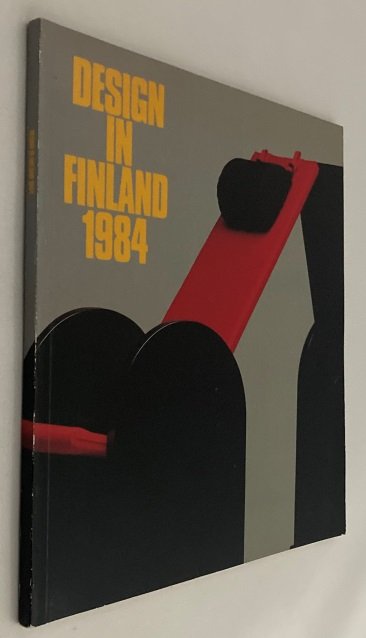 DESIGN
IN
FINLAND
1984